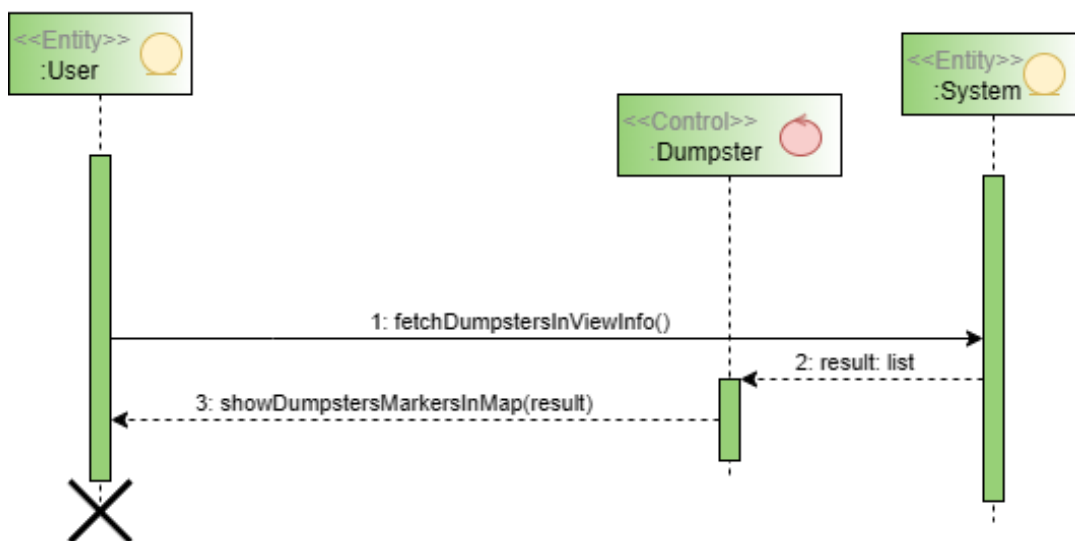 <<Entity>>
:User
<<Control>>
:Dumpster
<<Entity>>
:System
1: fetchDumpstersInViewInfo()
2: result: list
3: showDumpstersMarkersInMap(result)